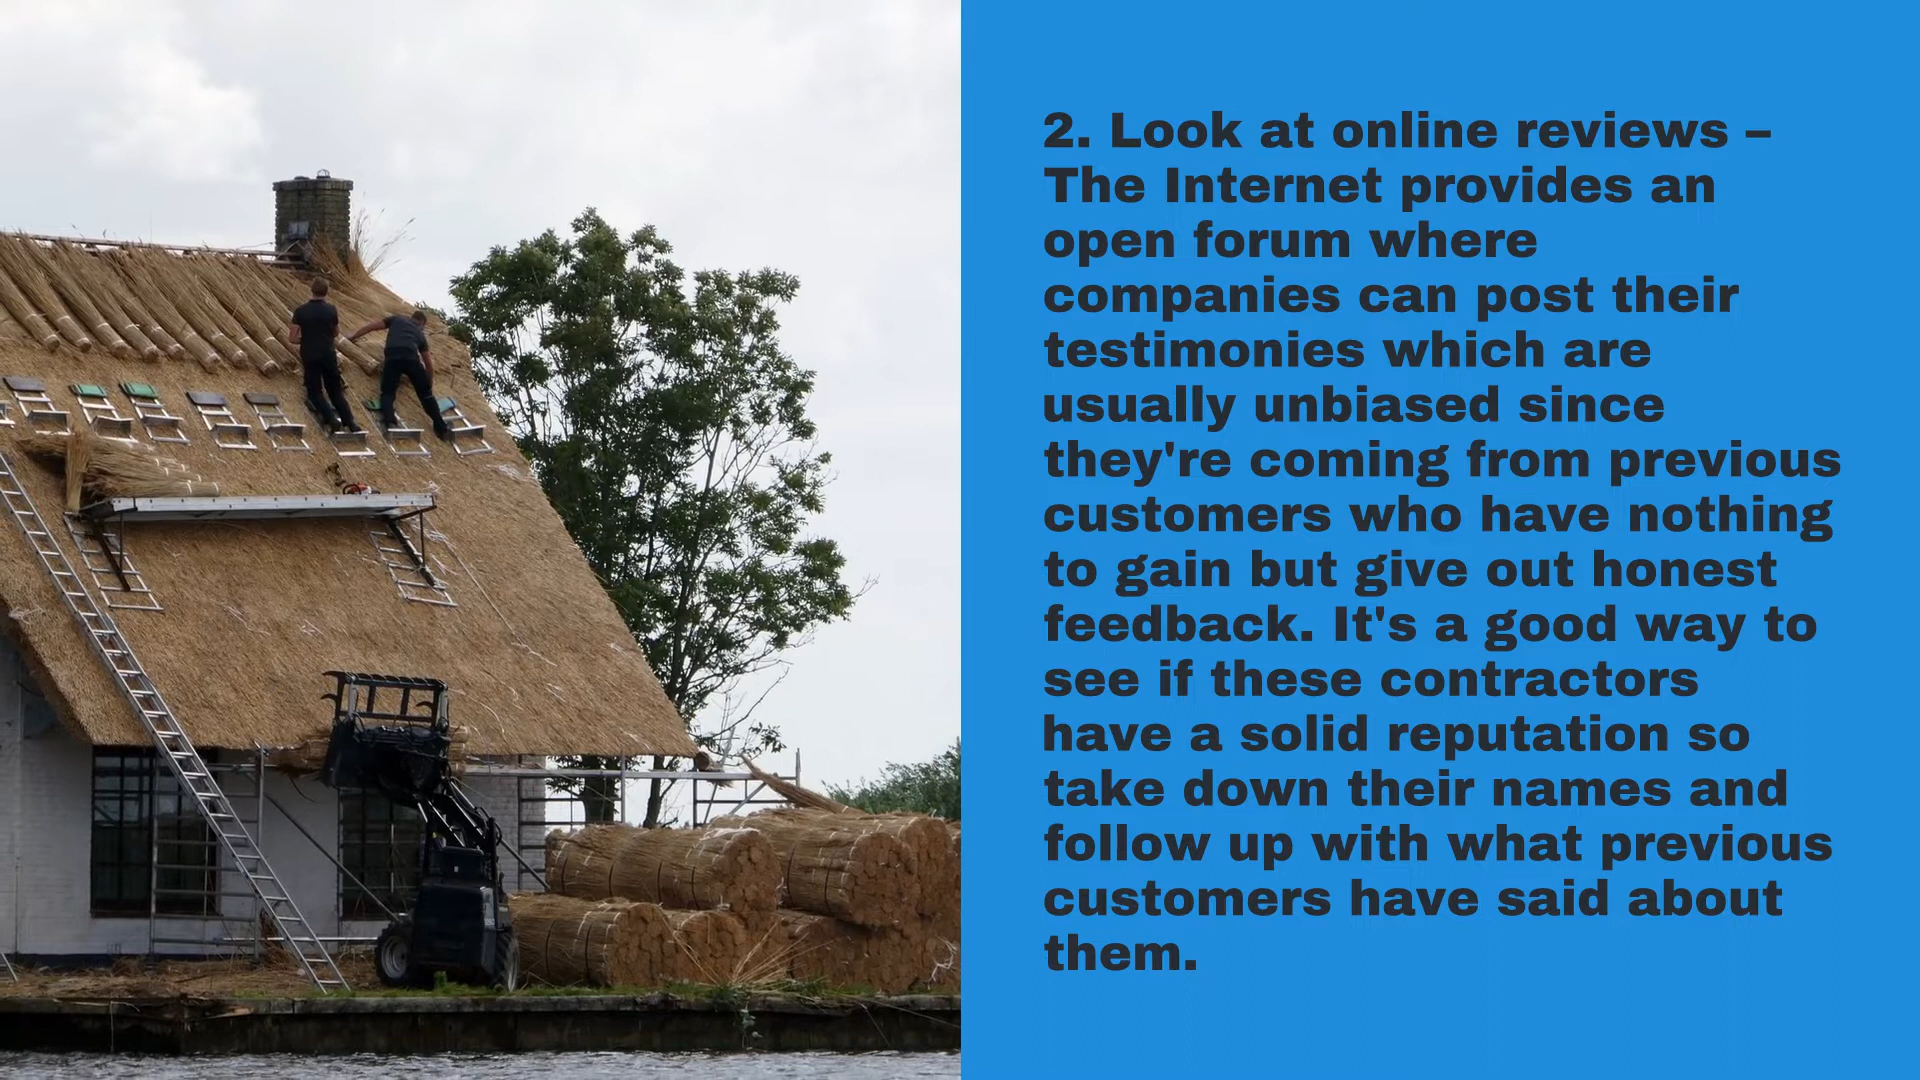 2. Look at online reviews –
The Internet provides an
open forum where
companies can post their
testimonies which are
usually unbiased since
they're coming from previous
customers who have nothing
to gain but give out honest
feedback. It's a good way to
see if these contractors
have a solid reputation so
take down their names and
follow up with what previous
customers have said about
them.